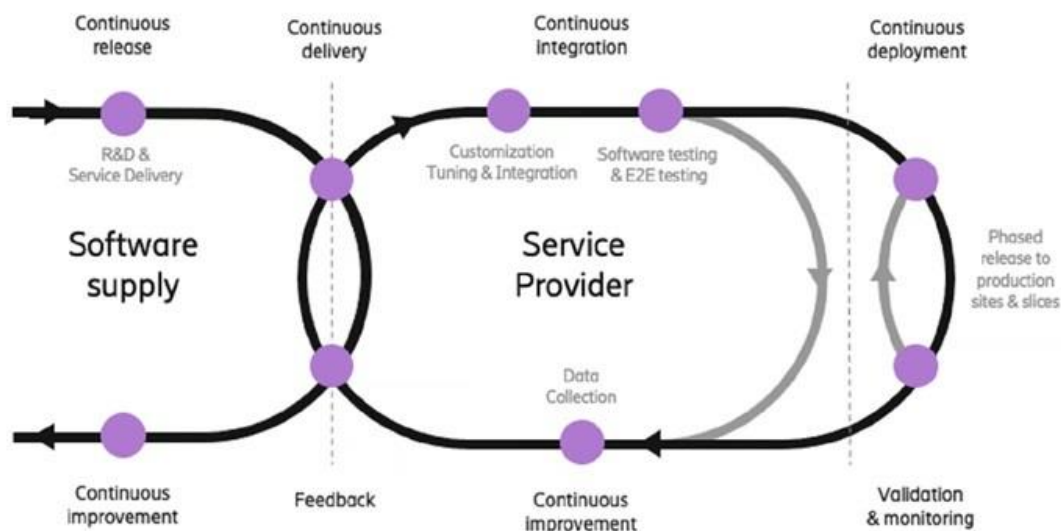 Continuous
release
Continuous
delivery
Continuous
integration
Continuous
deployment
R&D &
Service Delivery
Customization
Tuning & Integration
Software testing
& E2E testing
Software
supply
Service
Provider
Phased
release to
production
sites & slices
Data
Collection
Continuous
improvement
Feedback
Continuous
improvement
Validation
& monitoring